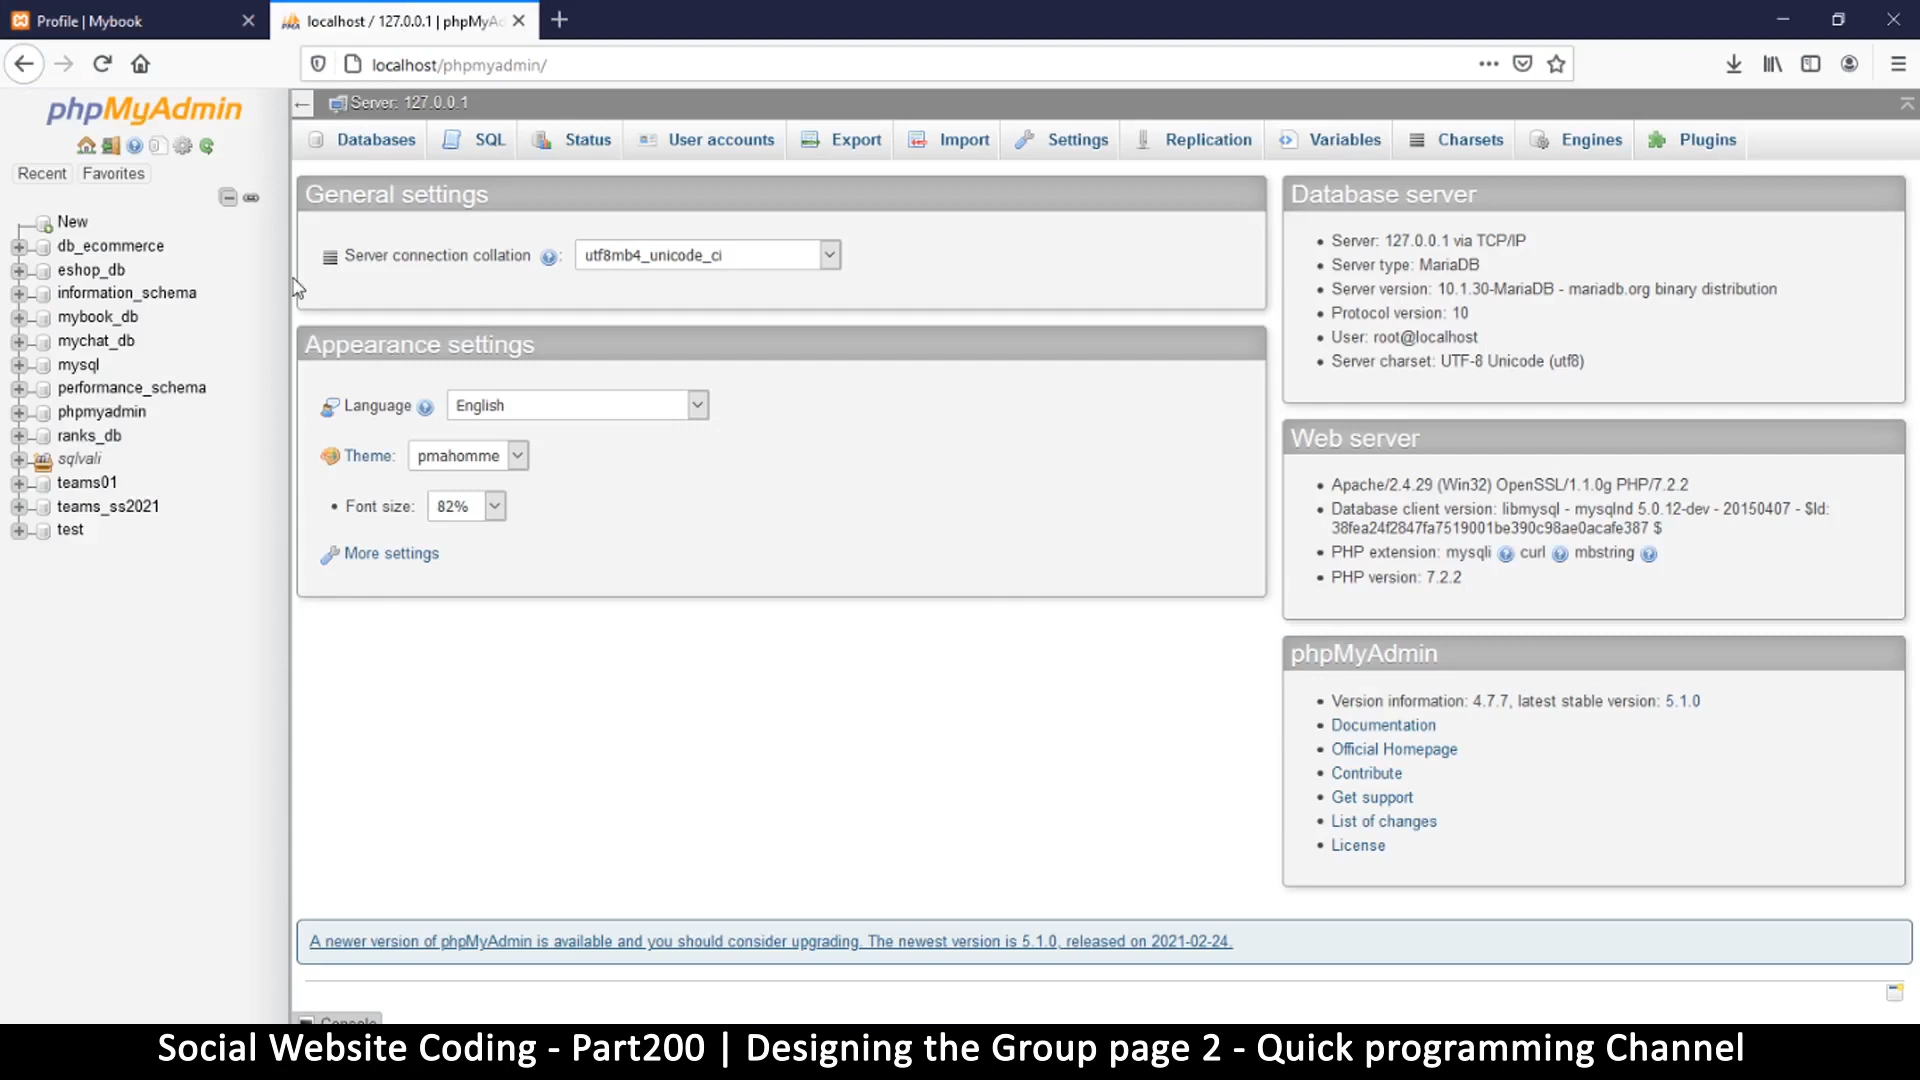 Profile | Mybook
localhost / 127.0.0.1 | phpMyAd
localhost/phpmyadmin/
phpMyAdmin
Recent Favorites
New
db_ecommerce
eshop_db
information_schema
mybook_db
mychat_db
mysql
performance_schema
phpmyadmin
ranks_db
sqlvali
teams01
teams_ss2021
test
Server: 127.0.0.1
Databases SQL Status User accounts Export Import Settings Replication Variables Charsets Engines Plugins
General settings
Server connection collation : utf8mb4_unicode_ci
Appearance settings
Language English
Theme: pmahomme
Font size: 82%
More settings
Database server
Server: 127.0.0.1 via TCP/IP
Server type: MariaDB
Server version: 10.1.30-MariaDB - mariadb.org binary distribution
Protocol version: 10
User: root@localhost
Server charset: UTF-8 Unicode (utf8)
Web server
Apache/2.4.29 (Win32) OpenSSL/1.1.0g PHP/7.2.2
Database client version: libmysql - mysqlnd 5.0.12-dev - 20150407 - $Id:
38fea24f2847fa7519001be390c98ae0acafe387 $
PHP extension: mysqli curl mbstring
PHP version: 7.2.2
phpMyAdmin
Version information: 4.7.7, latest stable version: 5.1.0
Documentation
Official Homepage
Contribute
Get support
List of changes
License
A newer version of phpMyAdmin is available and you should consider upgrading. The newest version is 5.1.0, released on 2021-02-24.
Console
Social Website Coding - Part200 | Designing the Group page 2 - Quick programming Channel